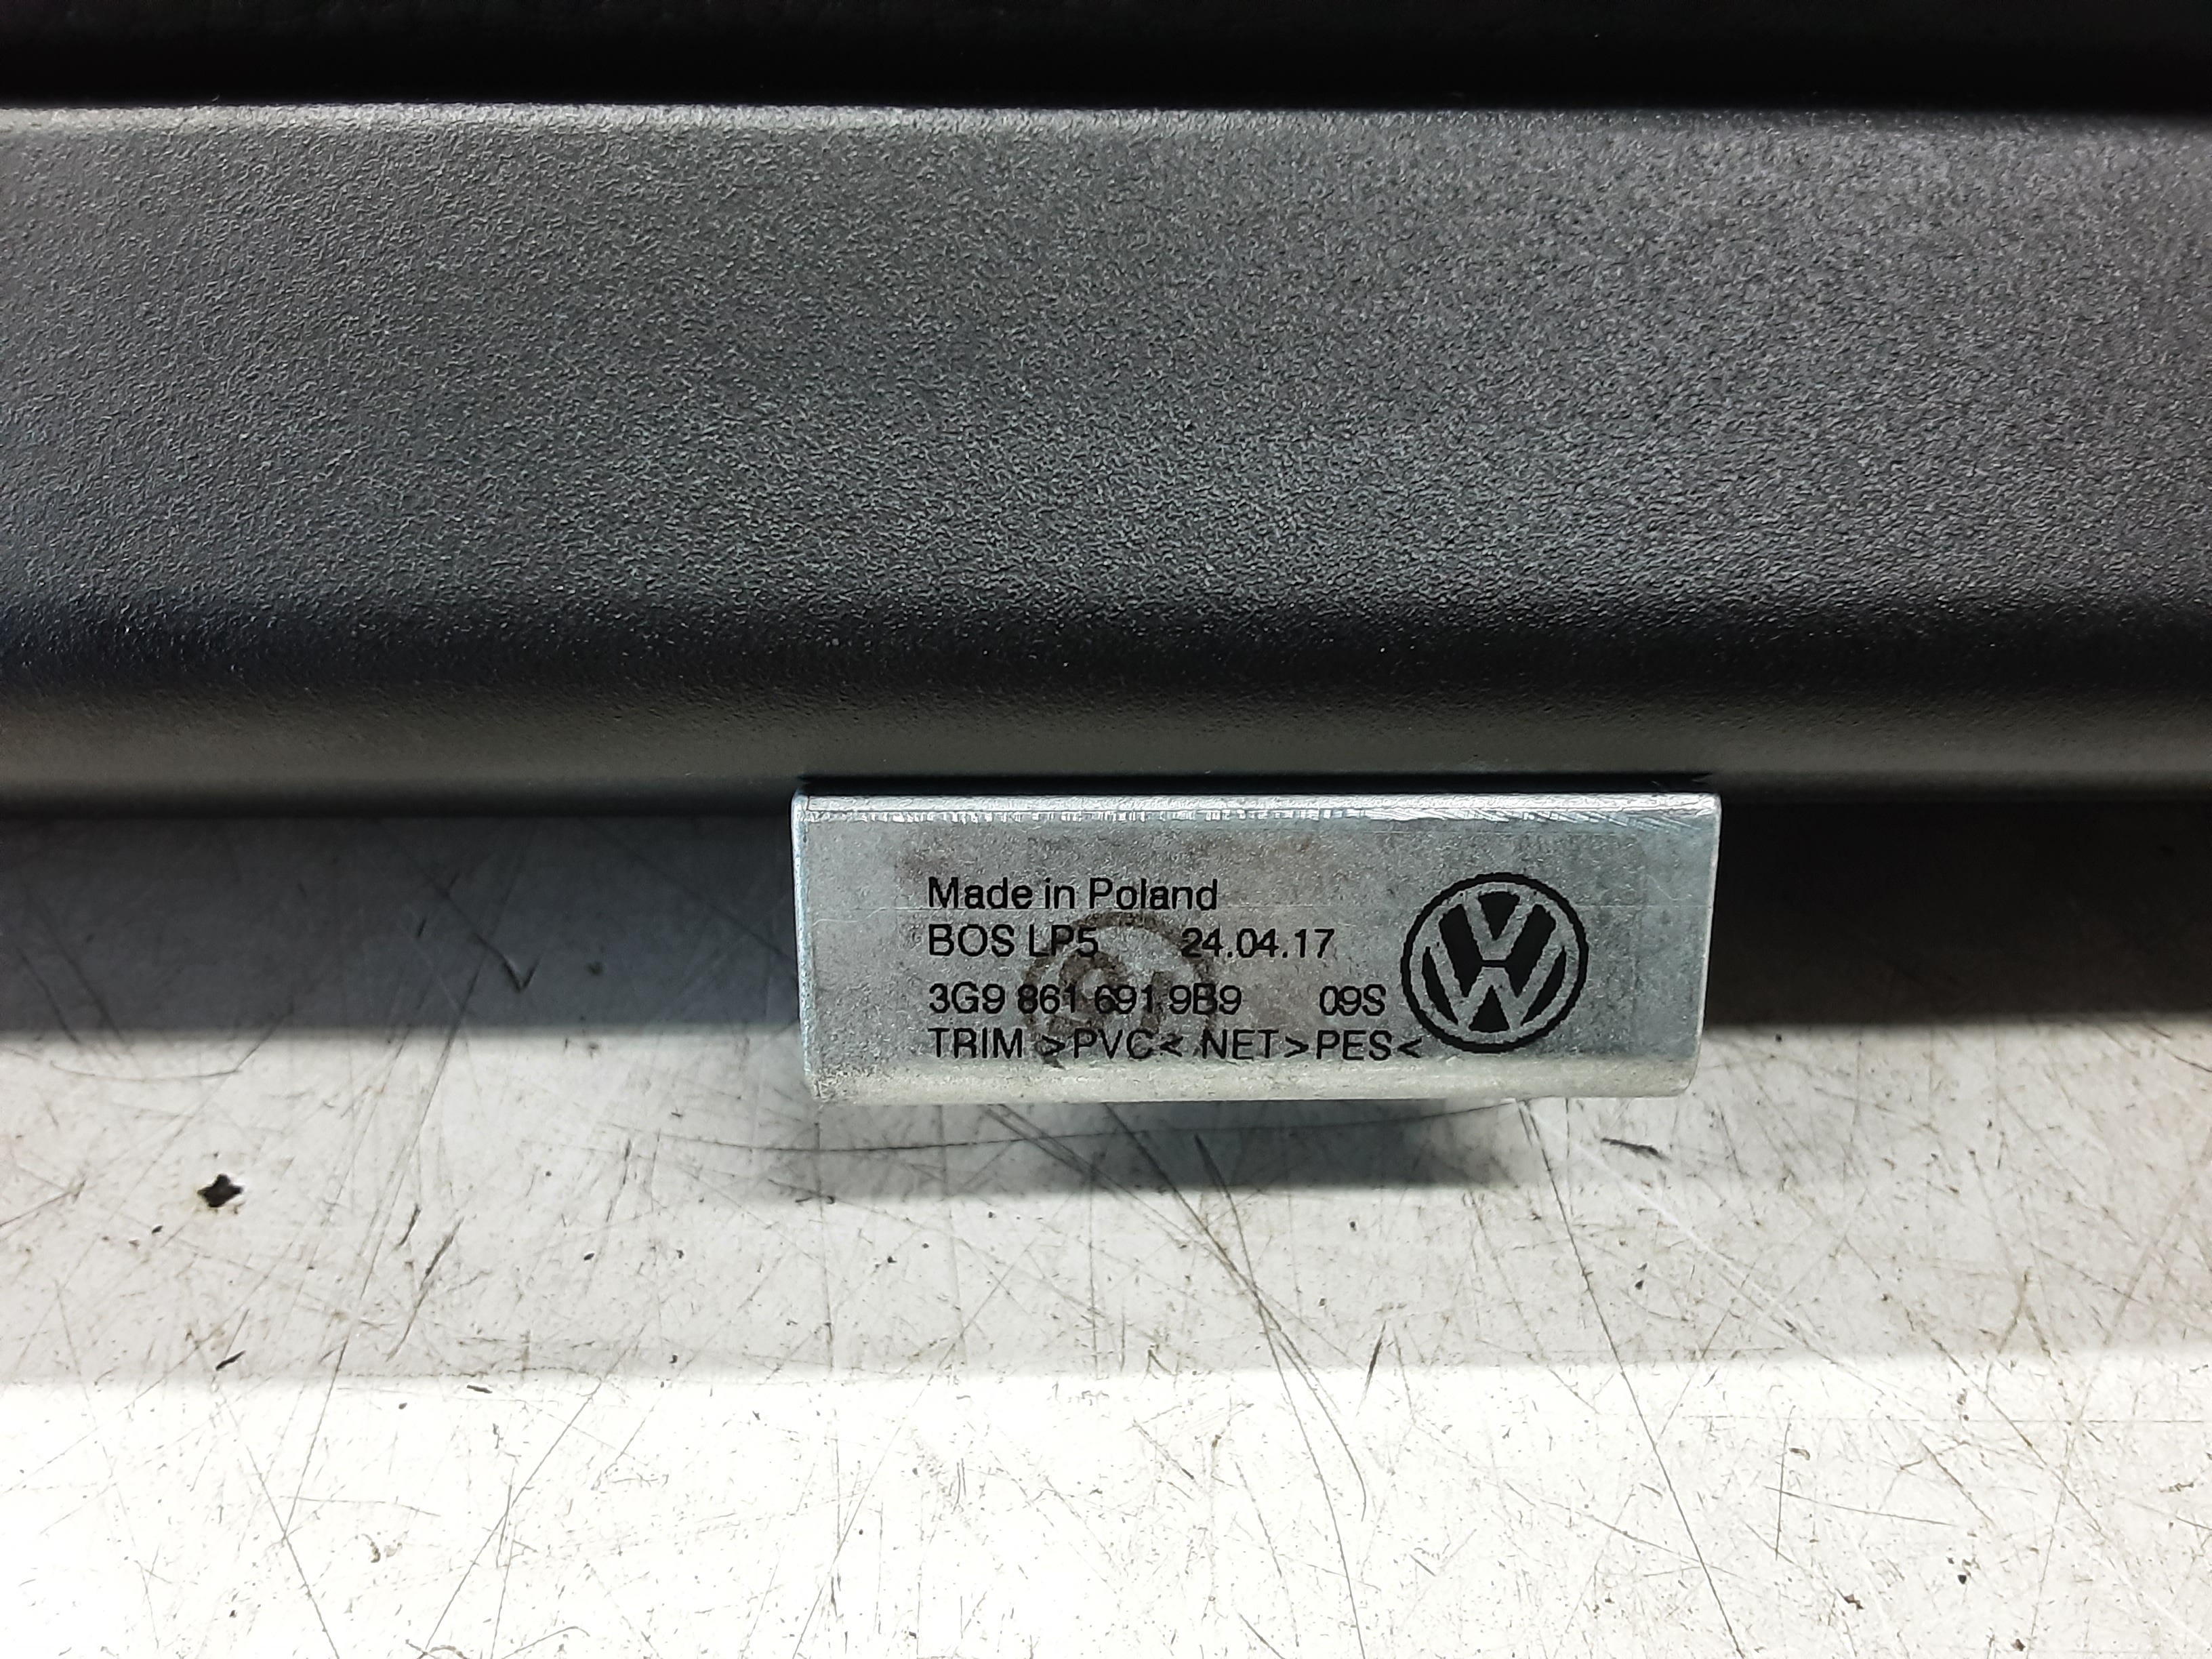 Made in Poland
BOS LP5 24.04.17
3G9 861 691 9B9 09S
TRIM >PVC< NET>PES<